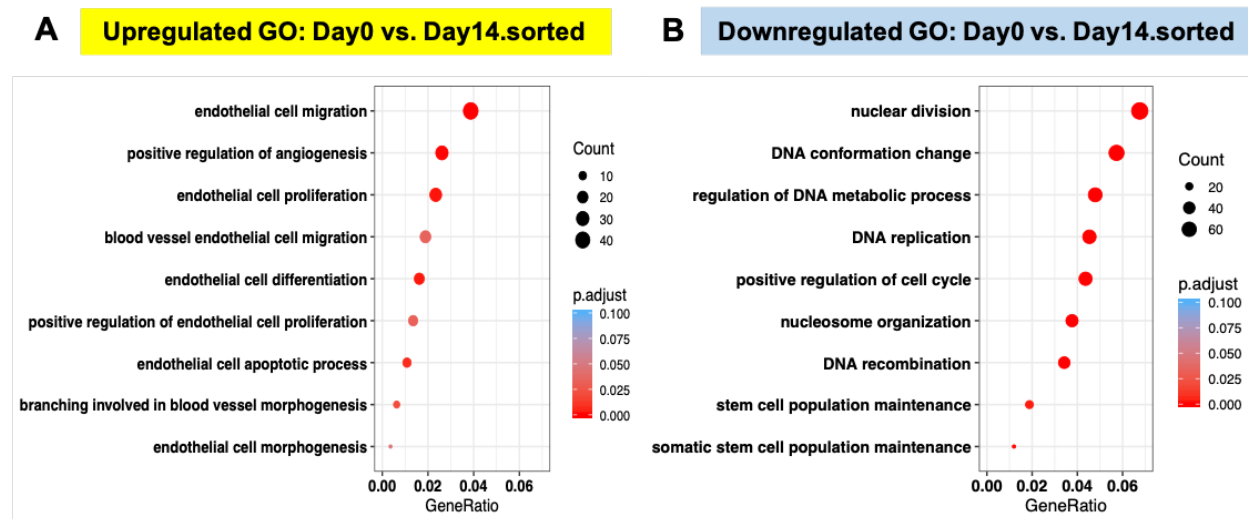 A
Upregulated GO: Day0 vs. Day14.sorted
endothelial cell migration
positive regulation of angiogenesis
endothelial cell proliferation
blood vessel endothelial cell migration
endothelial cell differentiation
positive regulation of endothelial cell proliferation
endothelial cell apoptotic process
branching involved in blood vessel morphogenesis
endothelial cell morphogenesis
0.00 0.02 0.04 0.06
GeneRatio
Count
10
20
30
40
p.adjust
0.100
0.075
0.050
0.025
0.000
B
Downregulated GO: Day0 vs. Day14.sorted
nuclear division
DNA conformation change
regulation of DNA metabolic process
DNA replication
positive regulation of cell cycle
nucleosome organization
DNA recombination
stem cell population maintenance
somatic stem cell population maintenance
0.00 0.02 0.04 0.06
GeneRatio
Count
20
40
60
p.adjust
0.100
0.075
0.050
0.025
0.000